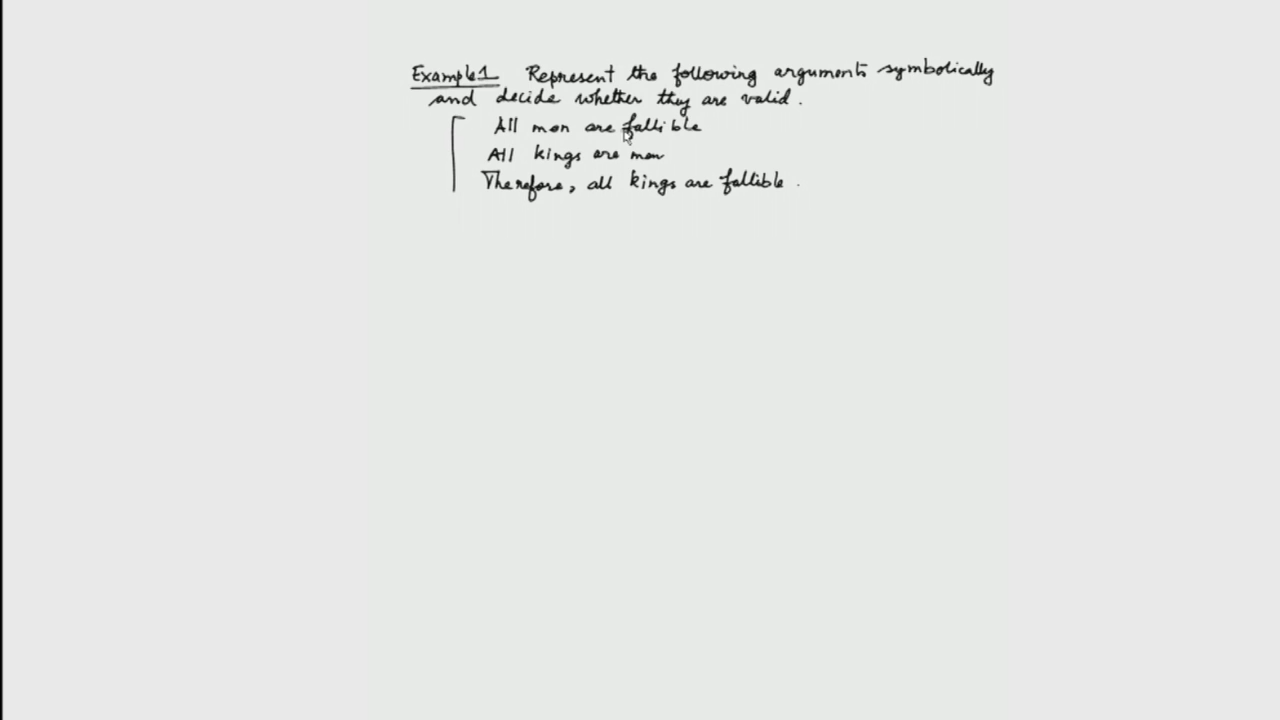 Example 1 Represent the following arguments symbolically
and decide whether they are valid.
All men are fallible
All kings are men
Therefore, all kings are fallible.